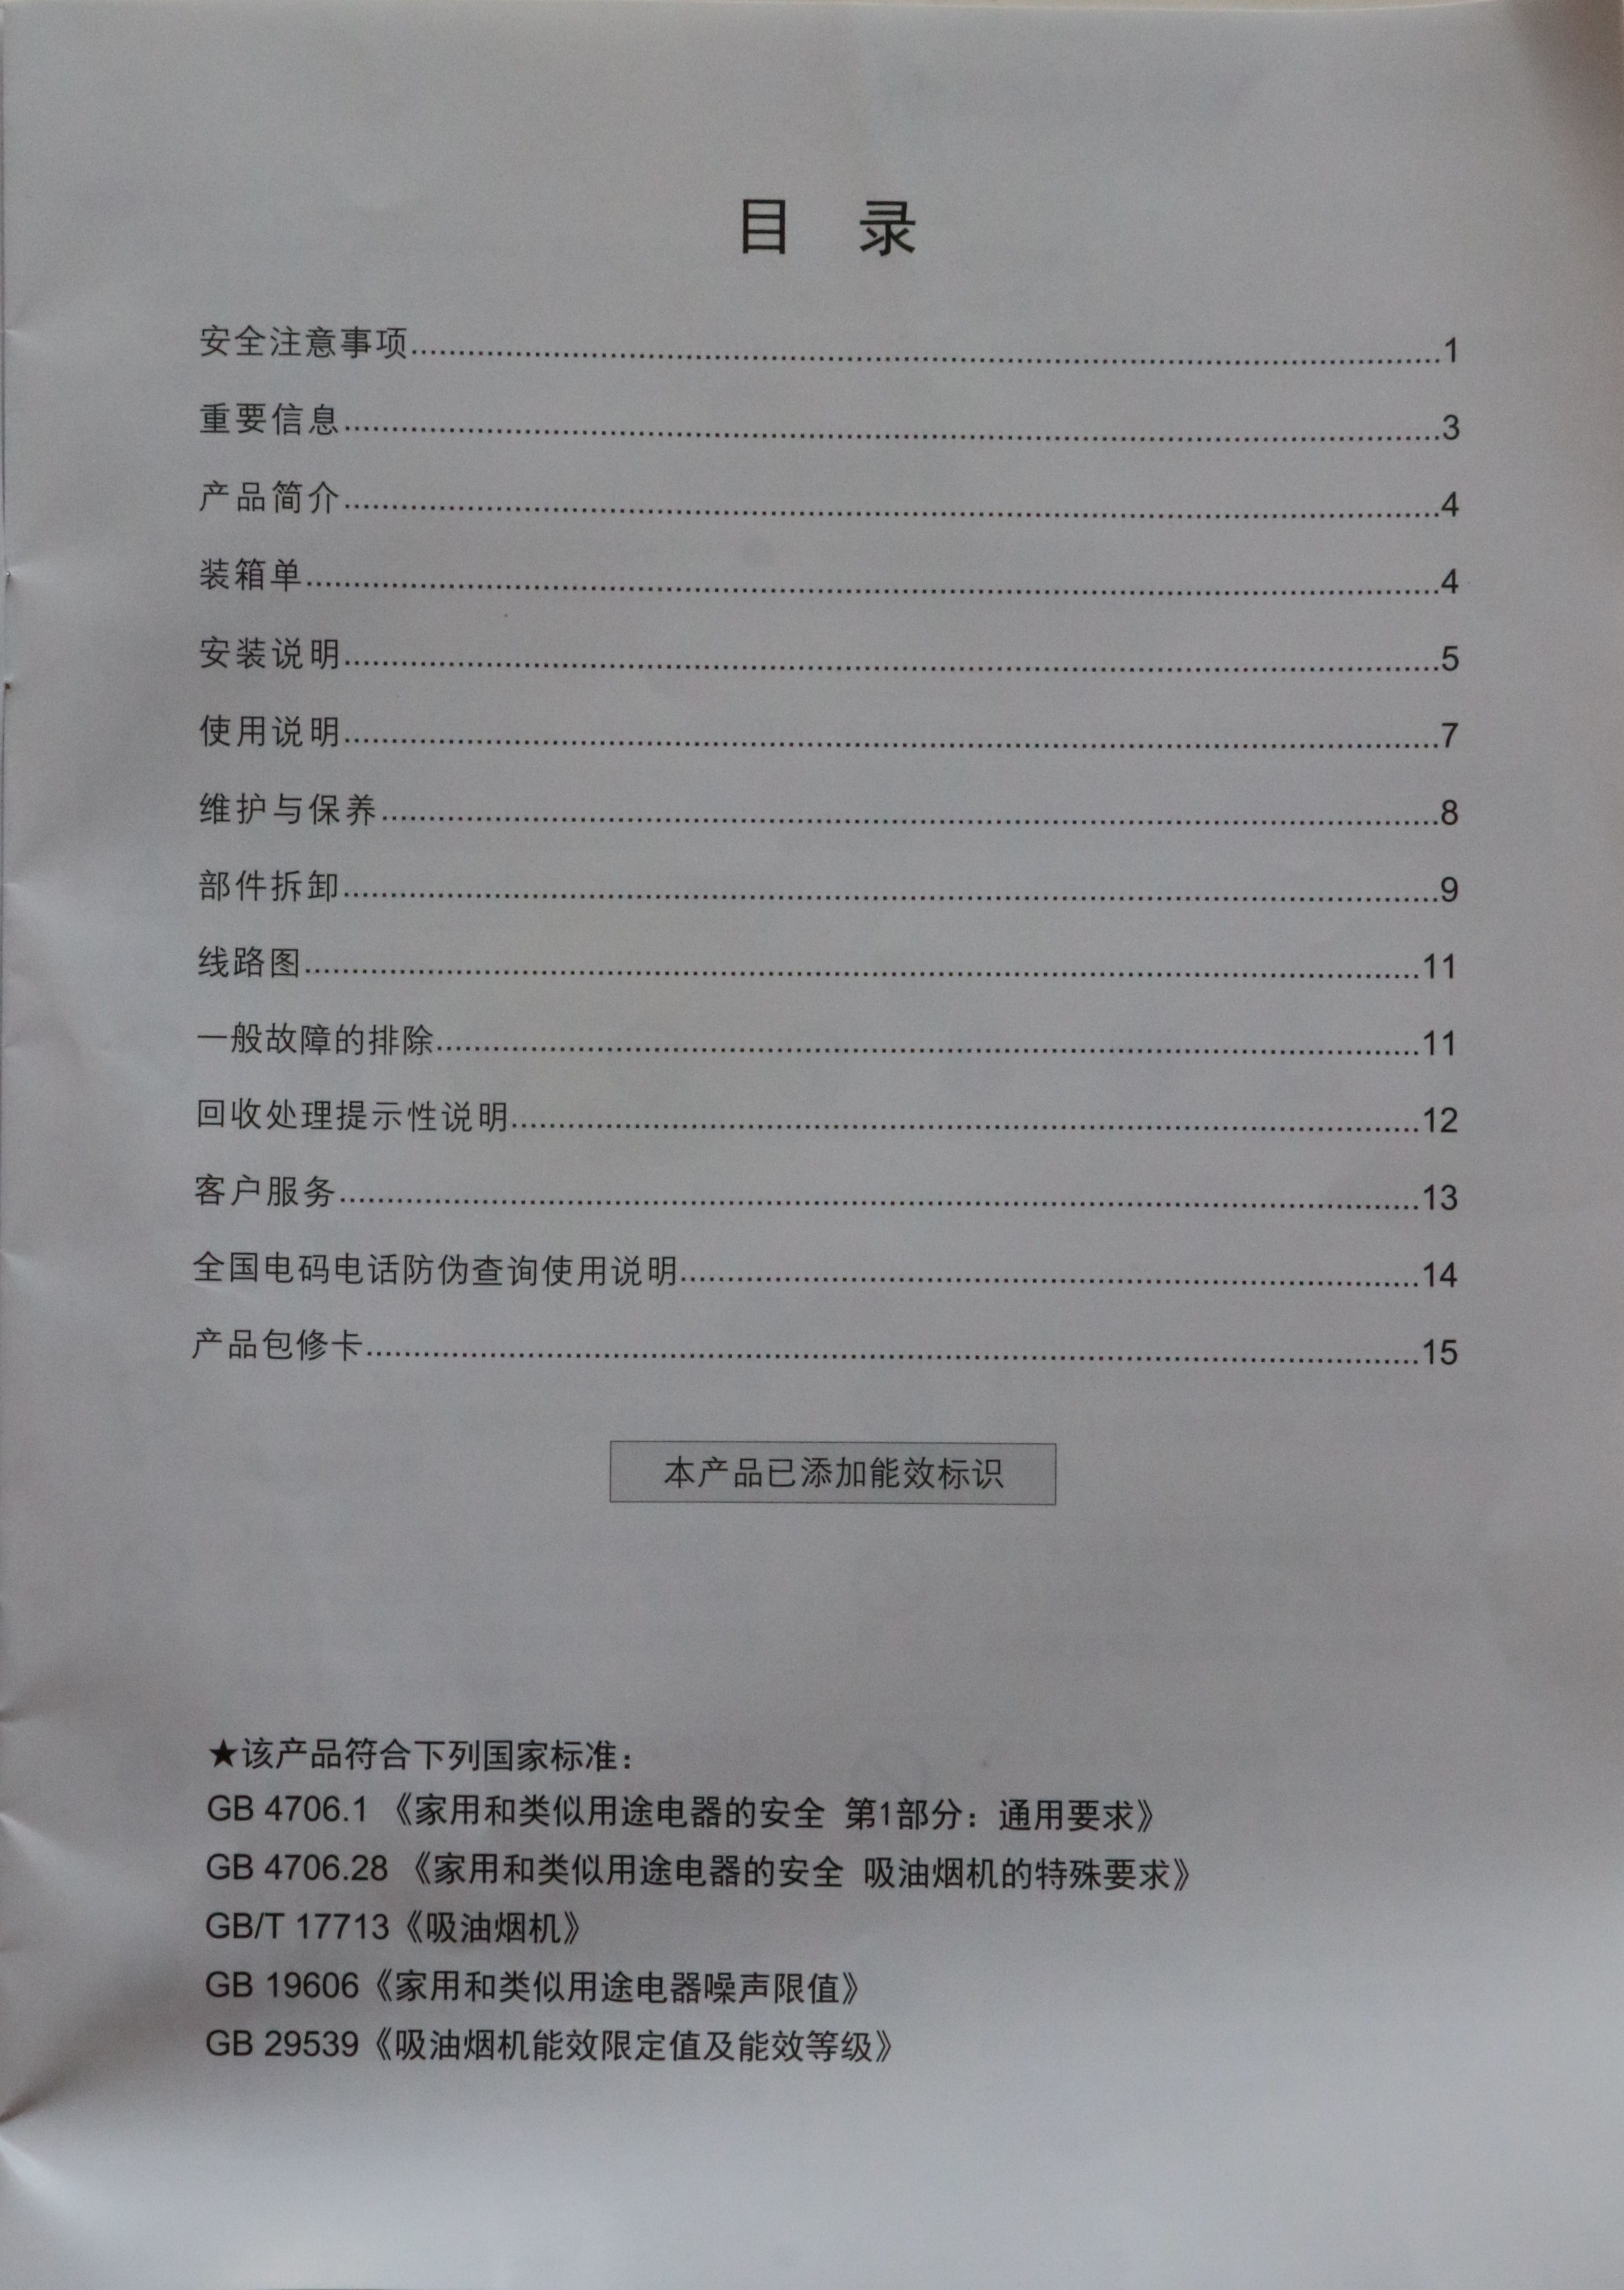 目 录
安全注意事项........................1
重要信息........................3
产品简介........................4
装箱单........................4
安装说明........................5
使用说明........................7
维护与保养........................8
部件拆卸........................9
线路图........................11
一般故障的排除........................11
回收处理提示性说明........................12
客户服务........................13
全国电码电话防伪查询使用说明........................14
产品包修卡........................15
本产品已添加能效标识
★该产品符合下列国家标准：
GB 4706.1 《家用和类似用途电器的安全 第1部分：通用要求》
GB 4706.28 《家用和类似用途电器的安全 吸油烟机的特殊要求》
GB/T 17713《吸油烟机》
GB 19606《家用和类似用途电器噪声限值》
GB 29539《吸油烟机能效限定值及能效等级》